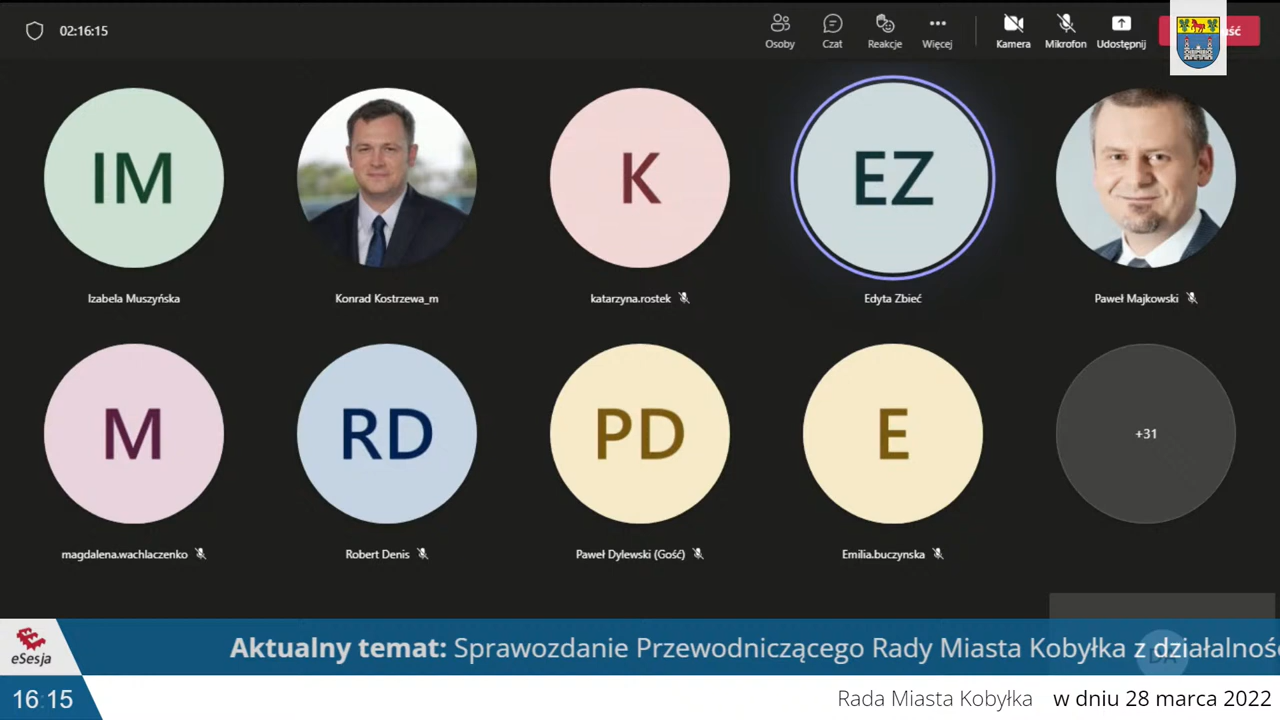 02:16:15
Osoby
Czat
Reakcje
Więcej
Kamera
Mikrofon
Udostępnij
ść
IM
K
EZ
Izabela Muszyńska
Konrad Kostrzewa_m
katarzyna.rostek
Edyta Zbieć
Paweł Majkowski
M
RD
PD
E
+31
magdalena.wachlaczenko
Robert Denis
Paweł Dylewski (Gość)
Emilia.buczynska
eSesja
Aktualny temat: Sprawozdanie Przewodniczącego Rady Miasta Kobyłka z działalnoś
16:15
Rada Miasta Kobyłka w dniu 28 marca 2022